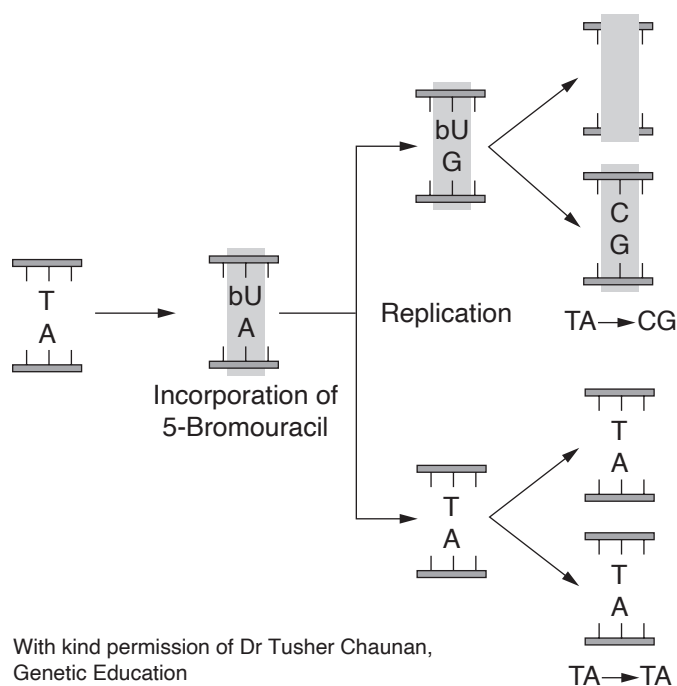 bU
G
C
G
TA→CG
T
A
bU
A
Replication
Incorporation of
5-Bromouracil
T
A
T
A
T
A
TA→TA
With kind permission of Dr Tusher Chaunan,
Genetic Education